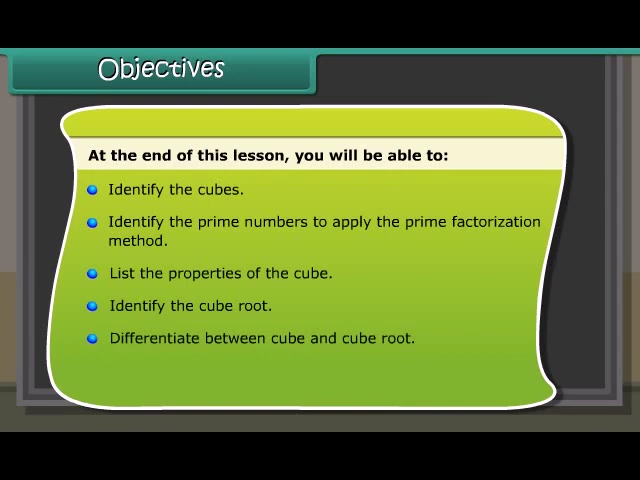 Objectives
At the end of this lesson, you will be able to:
Identify the cubes.
Identify the prime numbers to apply the prime factorization
method.
List the properties of the cube.
Identify the cube root.
Differentiate between cube and cube root.